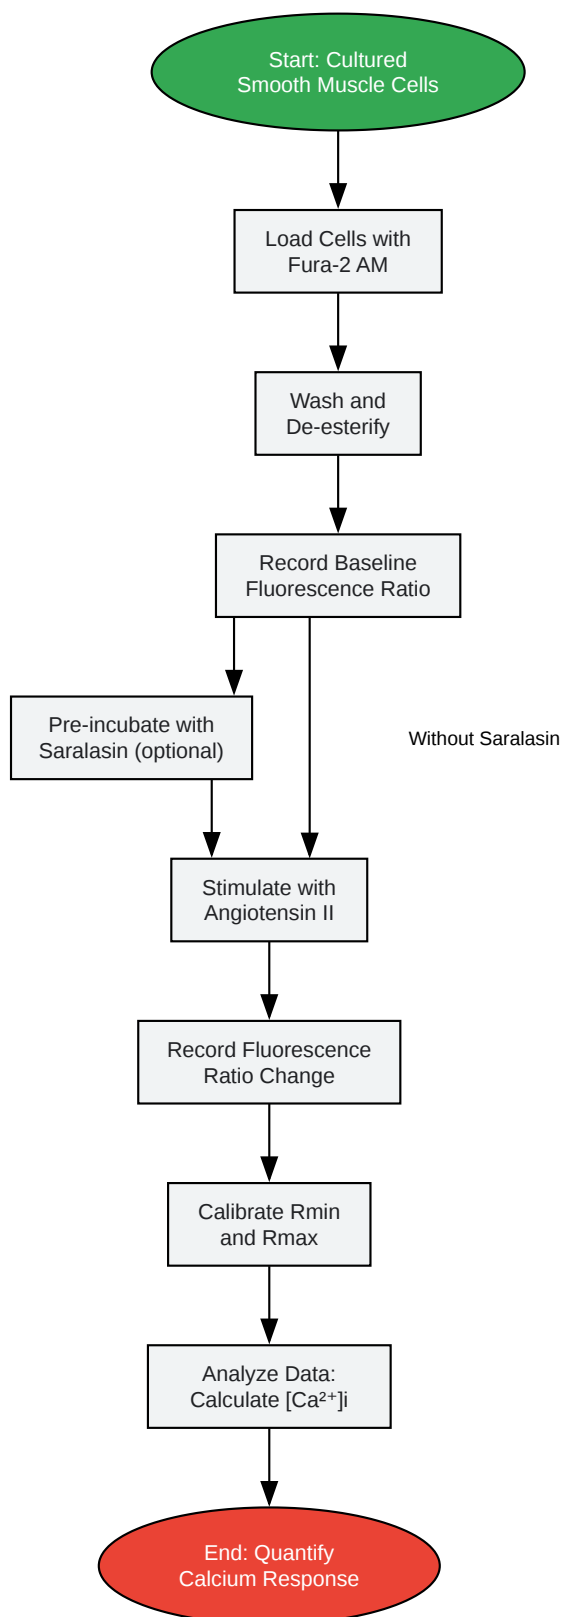 Start: Cultured
Smooth Muscle Cells
Load Cells with
Fura-2 AM
Wash and
De-esterify
Record Baseline
Fluorescence Ratio
Pre-incubate with
Saralasin (optional)
Without Saralasin
Stimulate with
Angiotensin II
Record Fluorescence
Ratio Change
Calibrate Rmin
and Rmax
Analyze Data:
Calculate [Ca²⁺]i
End: Quantify
Calcium Response